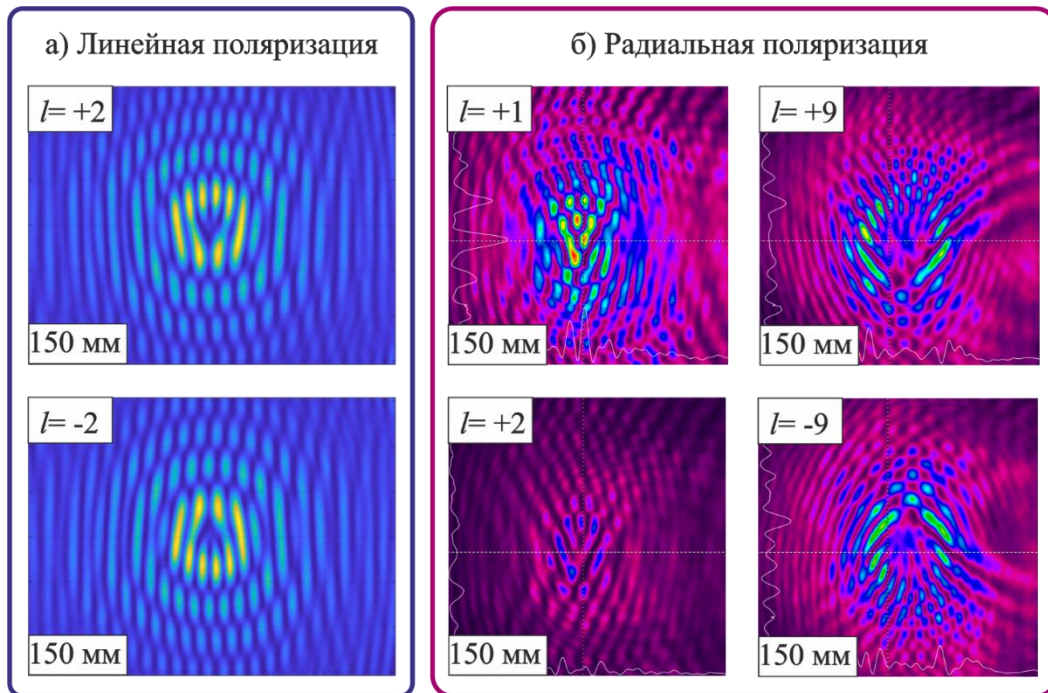 а) Линейная поляризация
l= +2
150 мм
l= -2
150 мм
б) Радиальная поляризация
l= +1
150 мм
l= +9
150 мм
l= +2
150 мм
l= -9
150 мм